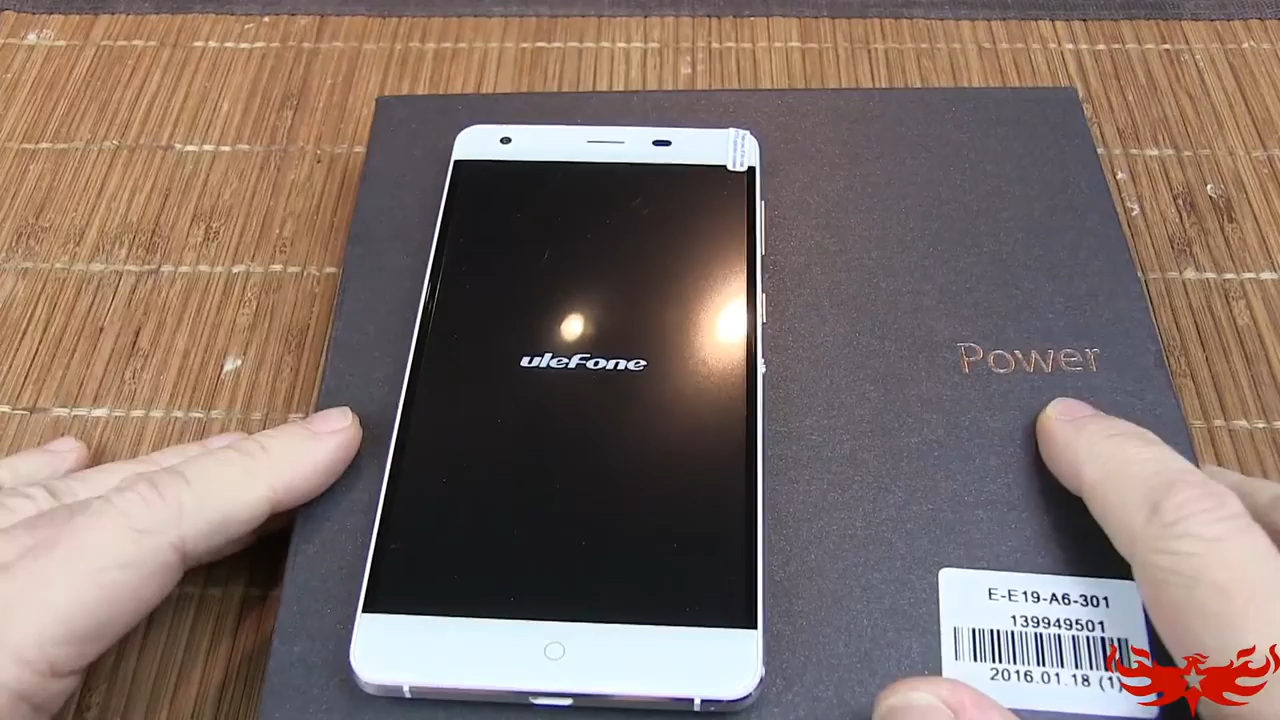 ulefone
Power
E-E19-A6-301
139949501
2016.01.18 (1)